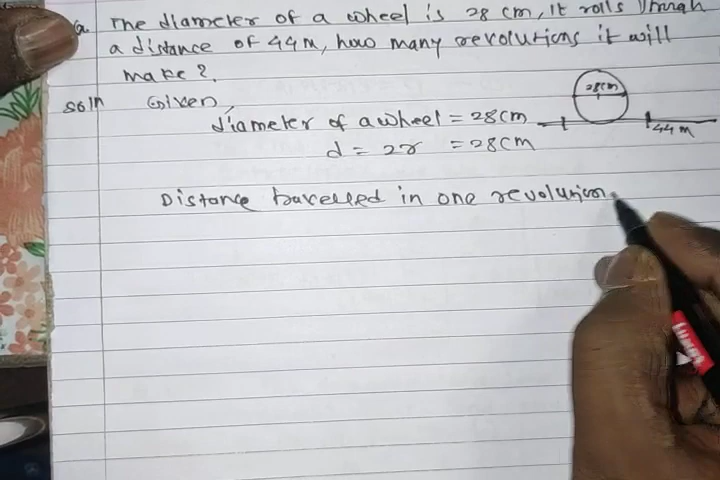 a. The diameter of a wheel is 28 cm, it rolls through
a distance of 44m, how many revolutions it will
make?.
soln Given,
diameter of a wheel = 28cm
28cm
44 m
d = 2r = 28cm
Distance travelled in one revolution